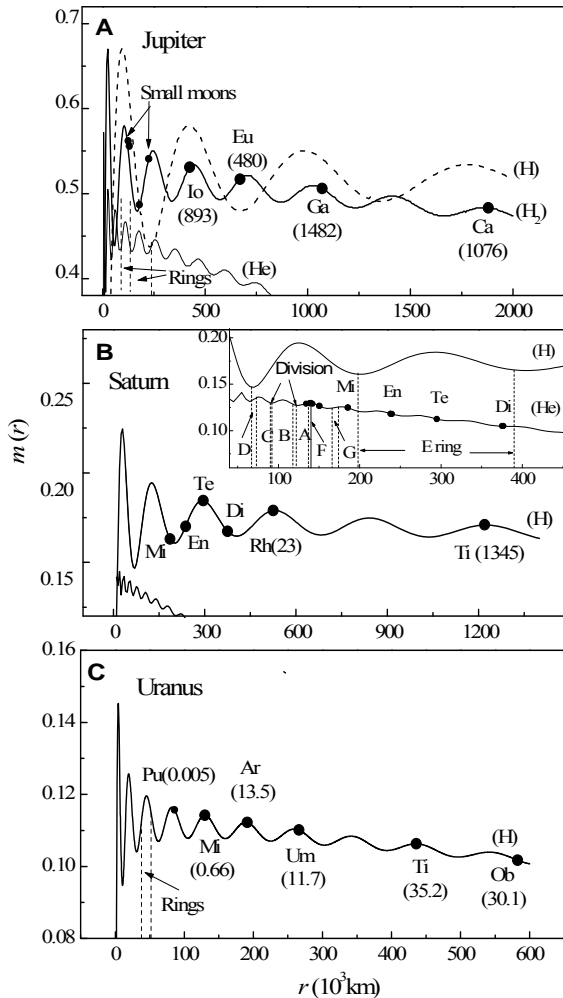 A
Jupiter
0.7
0.6
0.5
0.4
Small moons
Eu
(480)
Io
(893)
Ga
(1482)
Ca
(1076)
(H)
(H₂)
(He)
Rings
0 500 1000 1500 2000
B
Saturn
0.25
0.20
0.15
m (r)
0.20
0.15
0.10
Division
Mi
En
Te
Di
(H)
(He)
D
C
B
A
F
G
E ring
100 200 300 400
Te
Di
Mi
En
Rh(23)
Ti (1345)
(H)
0 300 600 900 1200
C
Uranus
0.16
0.14
0.12
0.10
0.08
Pu(0.005)
Ar
(13.5)
Mi
(0.66)
Um
(11.7)
Ti
(35.2)
(H)
Ob
(30.1)
Rings
0 100 200 300 400 500 600
r (10³km)